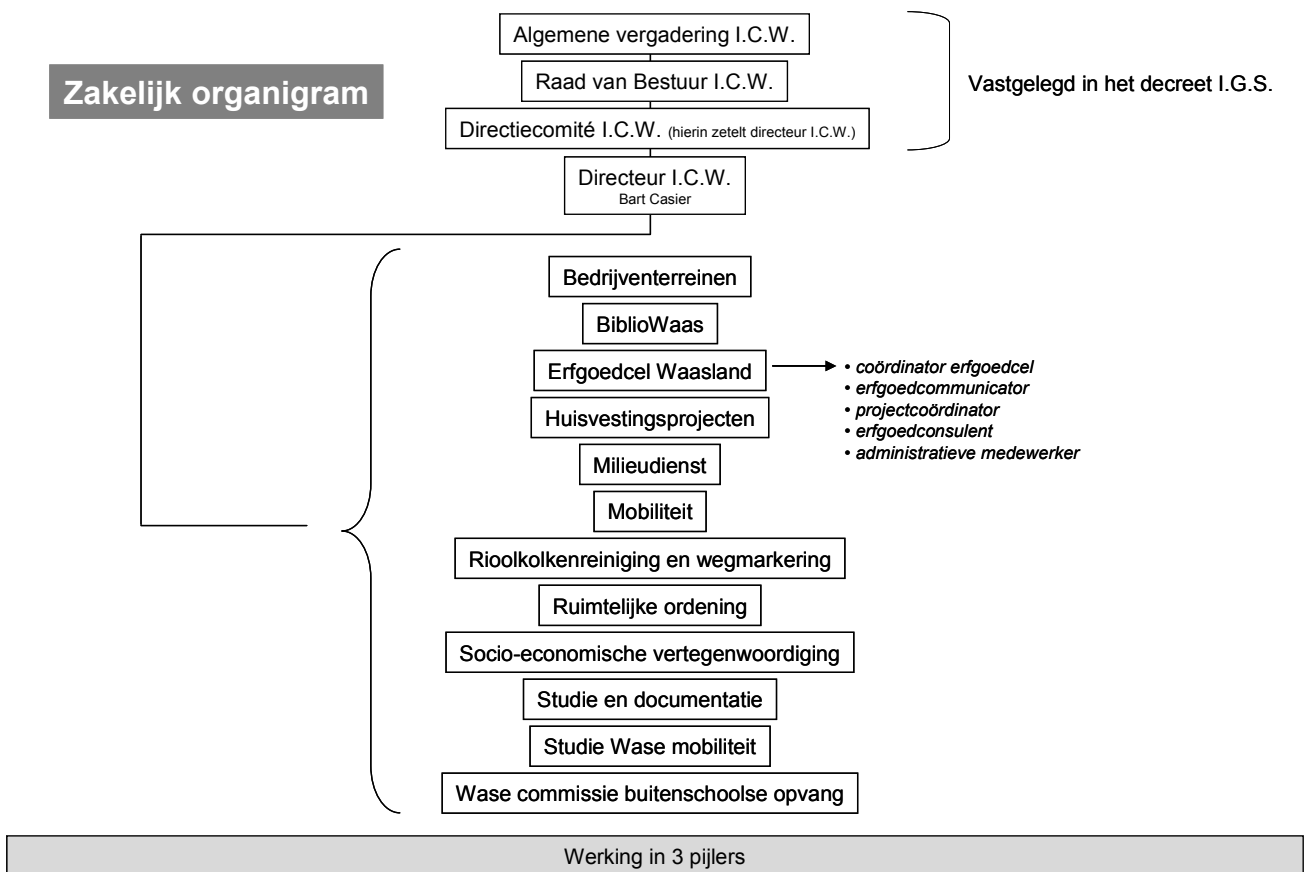 Zakelijk organigram
Algemene vergadering I.C.W.
Raad van Bestuur I.C.W.
Directiecomité I.C.W. (hierin zetelt directeur I.C.W.)
Vastgelegd in het decreet I.G.S.
Directeur I.C.W.
Bart Casier
Bedrijventerreinen
BiblioWaas
Erfgoedcel Waasland
• coördinator erfgoedcel
• erfgoedcommunicator
• projectcoördinator
• erfgoedconsulent
• administratieve medewerker
Huisvestingsprojecten
Milieudienst
Mobiliteit
Rioolkolkenreiniging en wegmarkering
Ruimtelijke ordening
Socio-economische vertegenwoordiging
Studie en documentatie
Studie Wase mobiliteit
Wase commissie buitenschoolse opvang
Werking in 3 pijlers